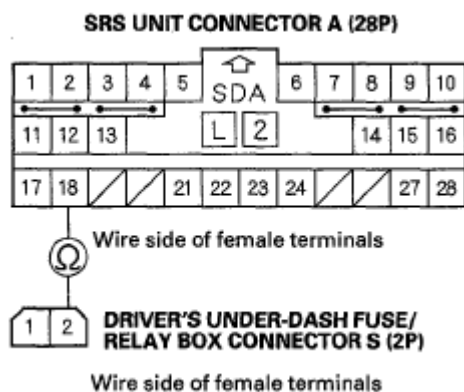 SRS UNIT CONNECTOR A (28P)
1 2 3 4 5 SDA 6 7 8 9 10
11 12 13 L 2 14 15 16
17 18 21 22 23 24 27 28
Wire side of female terminals
Ω
1 2 DRIVER'S UNDER-DASH FUSE/
RELAY BOX CONNECTOR S (2P)
Wire side of female terminals